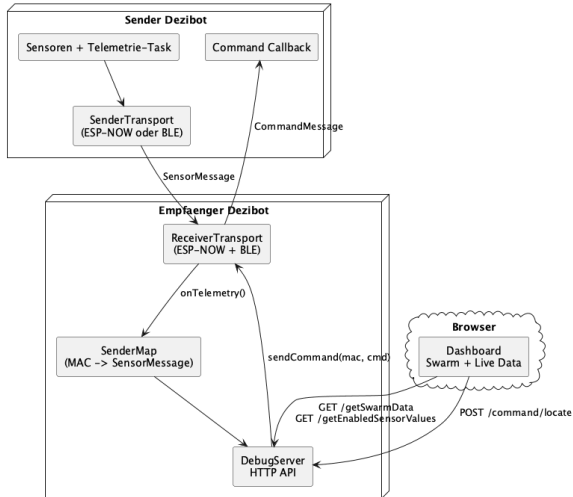 Sender Dezibot
Sensoren + Telemetrie-Task
Command Callback
SenderTransport
(ESP-NOW oder BLE)
CommandMessage
SensorMessage
Empfaenger Dezibot
ReceiverTransport
(ESP-NOW + BLE)
onTelemetry()
SenderMap
(MAC -> SensorMessage)
sendCommand(mac, cmd)
Browser
Dashboard
Swarm + Live Data
GET /getSwarmData
GET /getEnabledSensorValues
POST /command/locate
DebugServer
HTTP API